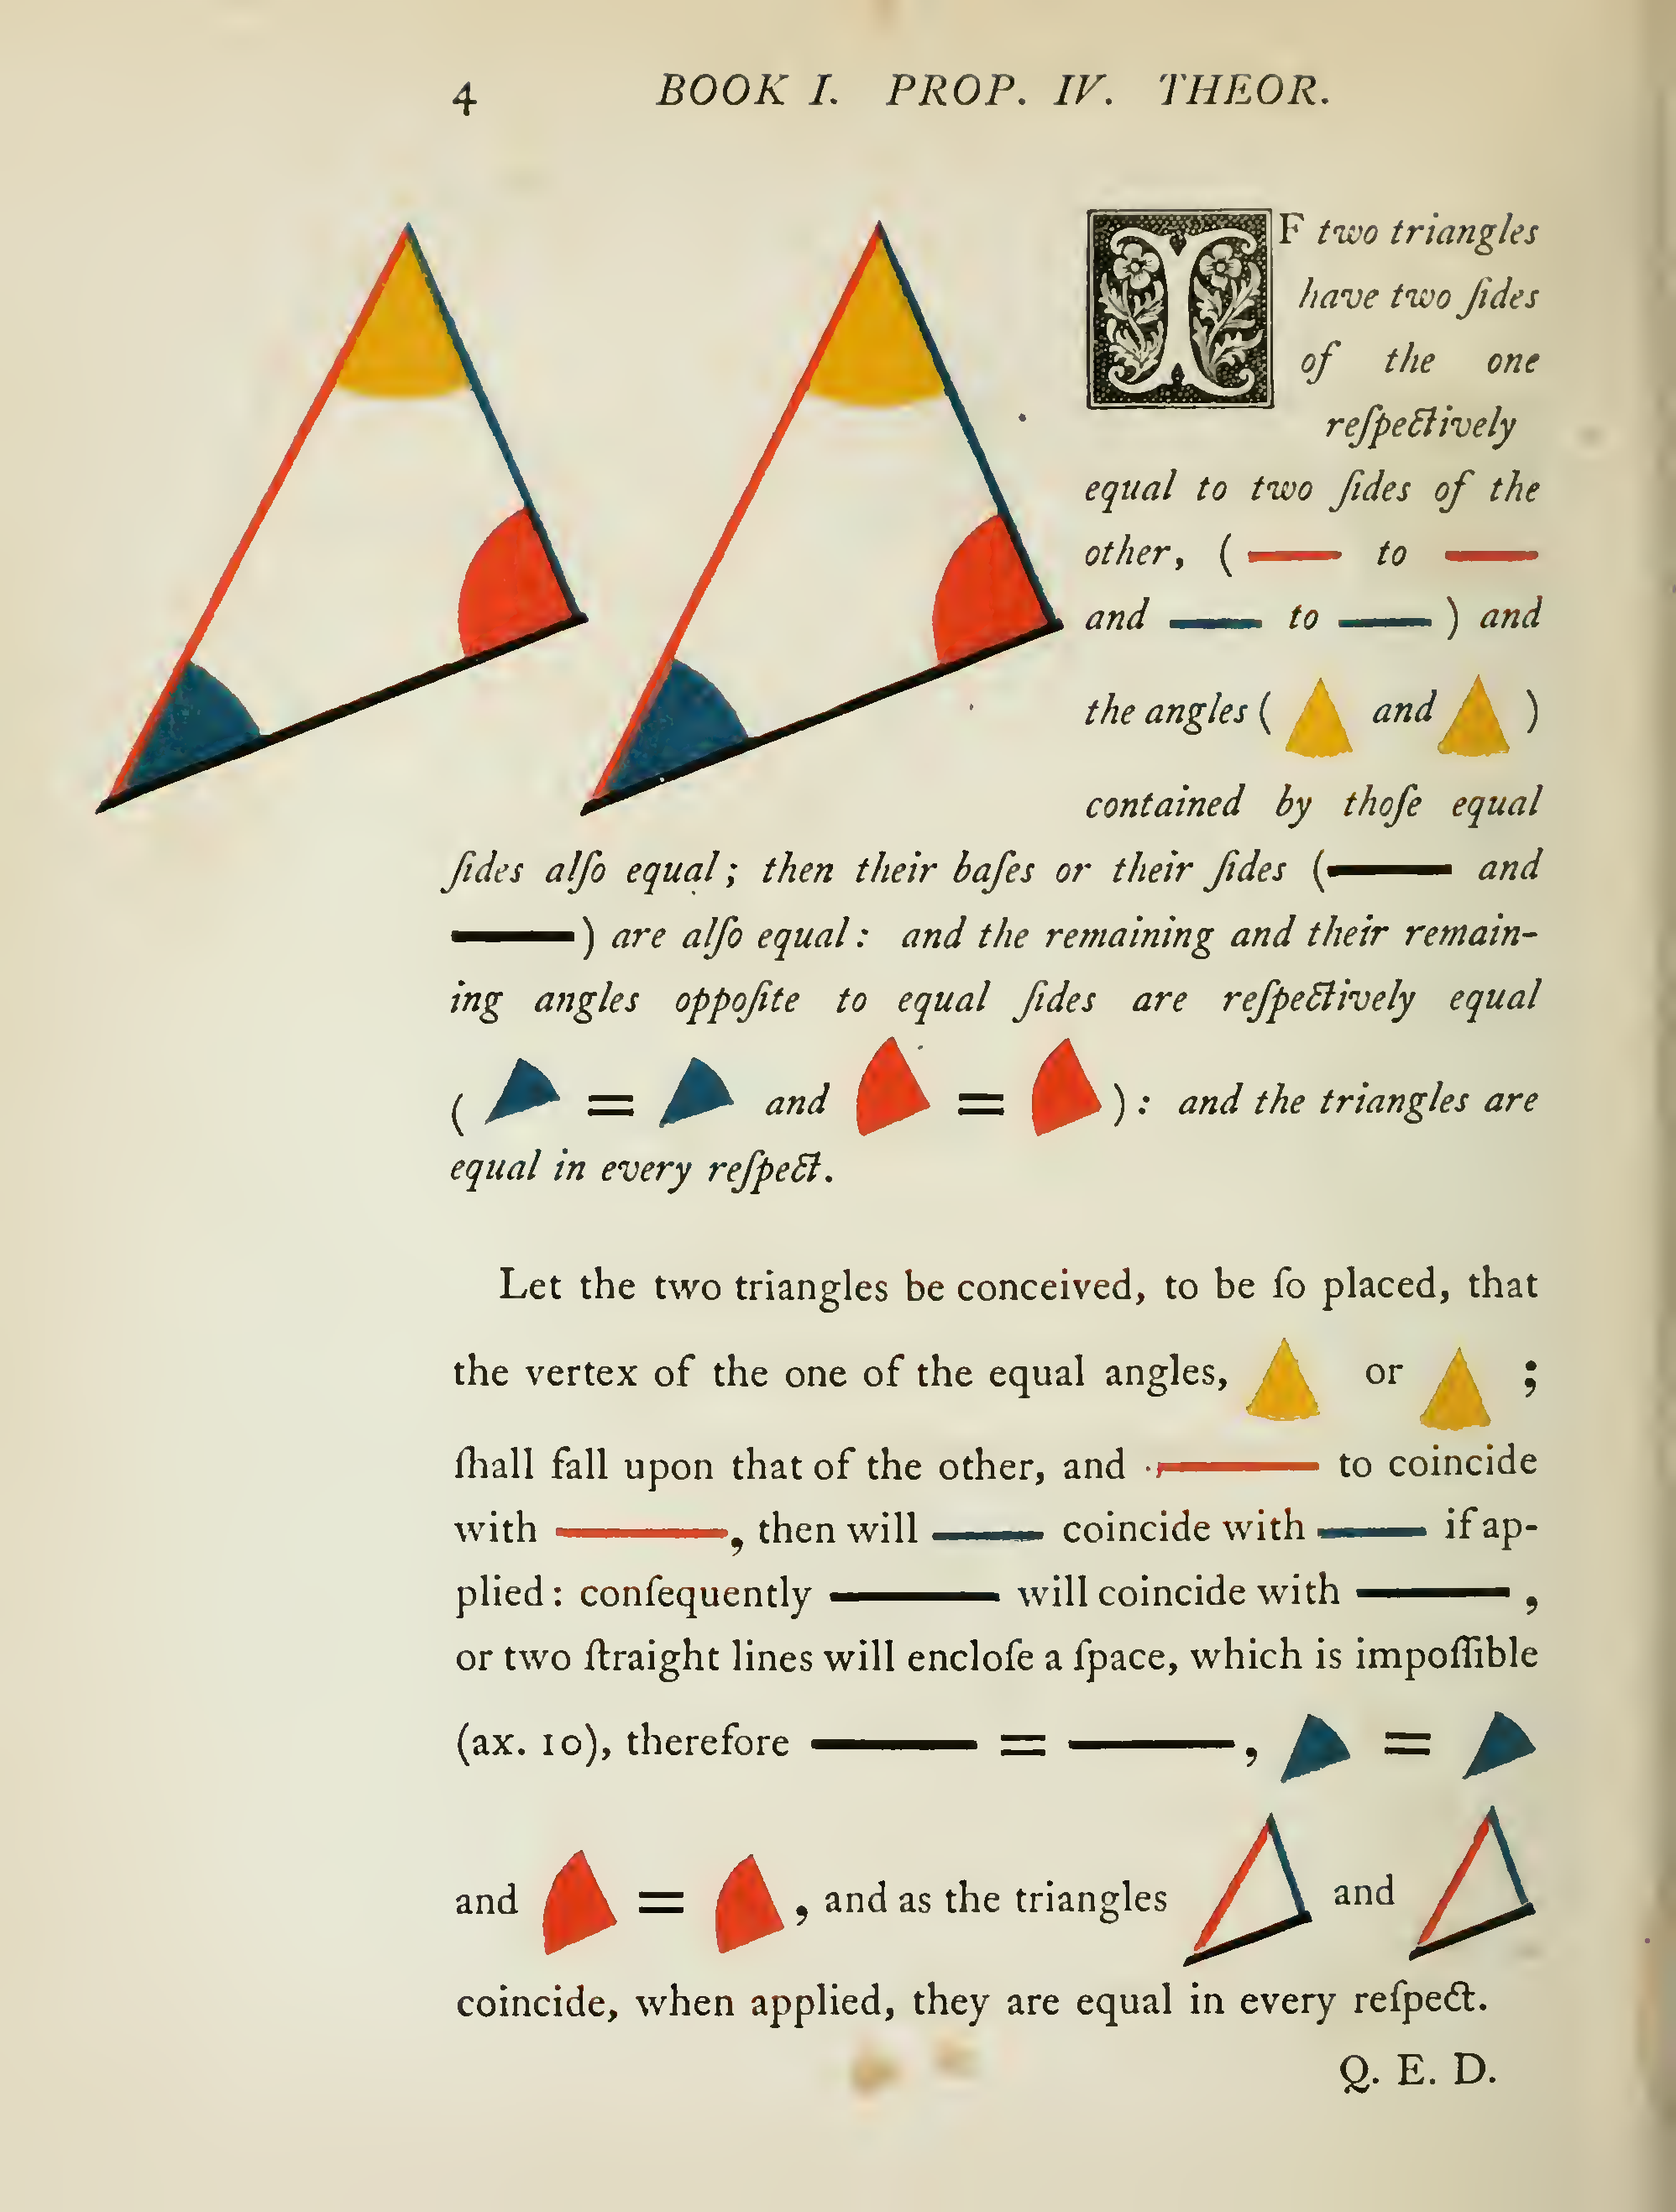 4 BOOK I. PROP. IV. THEOR.
IF two triangles
have two ſides
of the one
reſpectively
equal to two ſides of the
other, ( to
and to ) and
the angles ( and )
contained by thoſe equal
ſides alſo equal; then their baſes or their ſides ( and
) are alſo equal: and the remaining and their remain-
ing angles oppoſite to equal ſides are reſpectively equal
( = and = ): and the triangles are
equal in every reſpect.
Let the two triangles be conceived, to be ſo placed, that
the vertex of the one of the equal angles, or ;
ſhall fall upon that of the other, and to coincide
with , then will coincide with if ap-
plied: conſequently will coincide with ,
or two ſtraight lines will encloſe a ſpace, which is impoſſible
(ax. 10), therefore = , =
and = , and as the triangles and
coincide, when applied, they are equal in every reſpect.
Q. E. D.